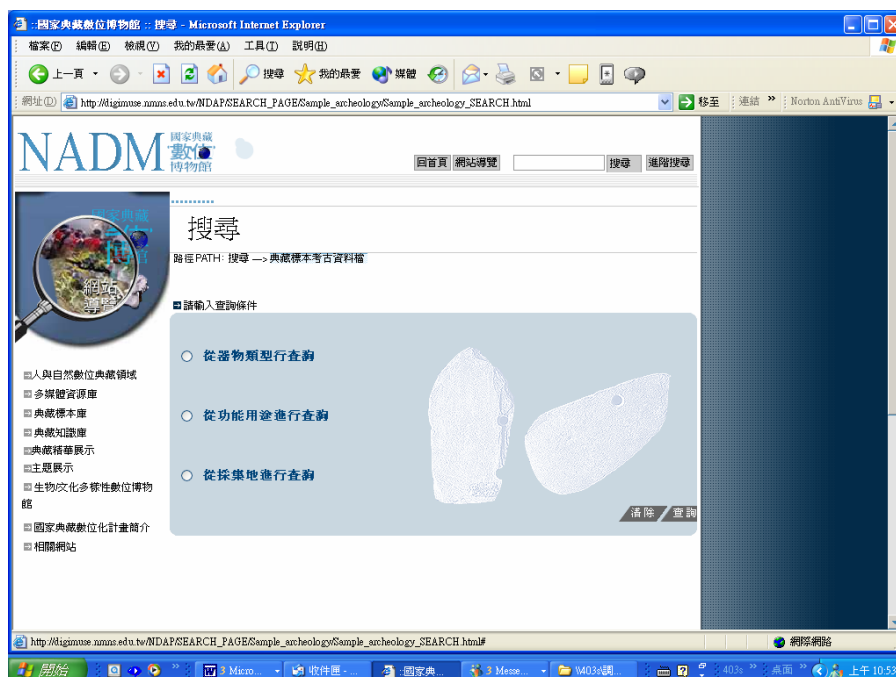 ::國家典藏數位博物館 :: 搜尋 - Microsoft Internet Explorer
檔案(F) 編輯(E) 檢視(V) 我的最愛(A) 工具(T) 說明(H)
上一頁 搜尋 我的最愛 媒體
網址(D) http://digimuse.nmns.edu.tw/NDAP/SEARCH_PAGE/Sample_archeology/Sample_archeology_SEARCH.html 移至 連結 » Norton AntiVirus
NADM 國家典藏 數位 博物館
回首頁 網站導覽 搜尋 進階搜尋
搜尋
路徑PATH: 搜尋 —> 典藏標本考古資料檔
網站導覽
請輸入查詢條件
從器物類型行查詢
從功能用途進行查詢
從採集地進行查詢
清除 查詢
人與自然數位典藏領域
多媒體資源庫
典藏標本庫
典藏知識庫
典藏精華展示
主題展示
生物/文化多樣性數位博物館
國家典藏數位化計畫簡介
相關網站
http://digimuse.nmns.edu.tw/NDAP/SEARCH_PAGE/Sample_archeology/Sample_archeology_SEARCH.html# 網際網路
開始 » 3 Micro... 收件匣 - ... ::國家典... 3 Messe... \\403s\調... 403s » 桌面 » 上午 10:53